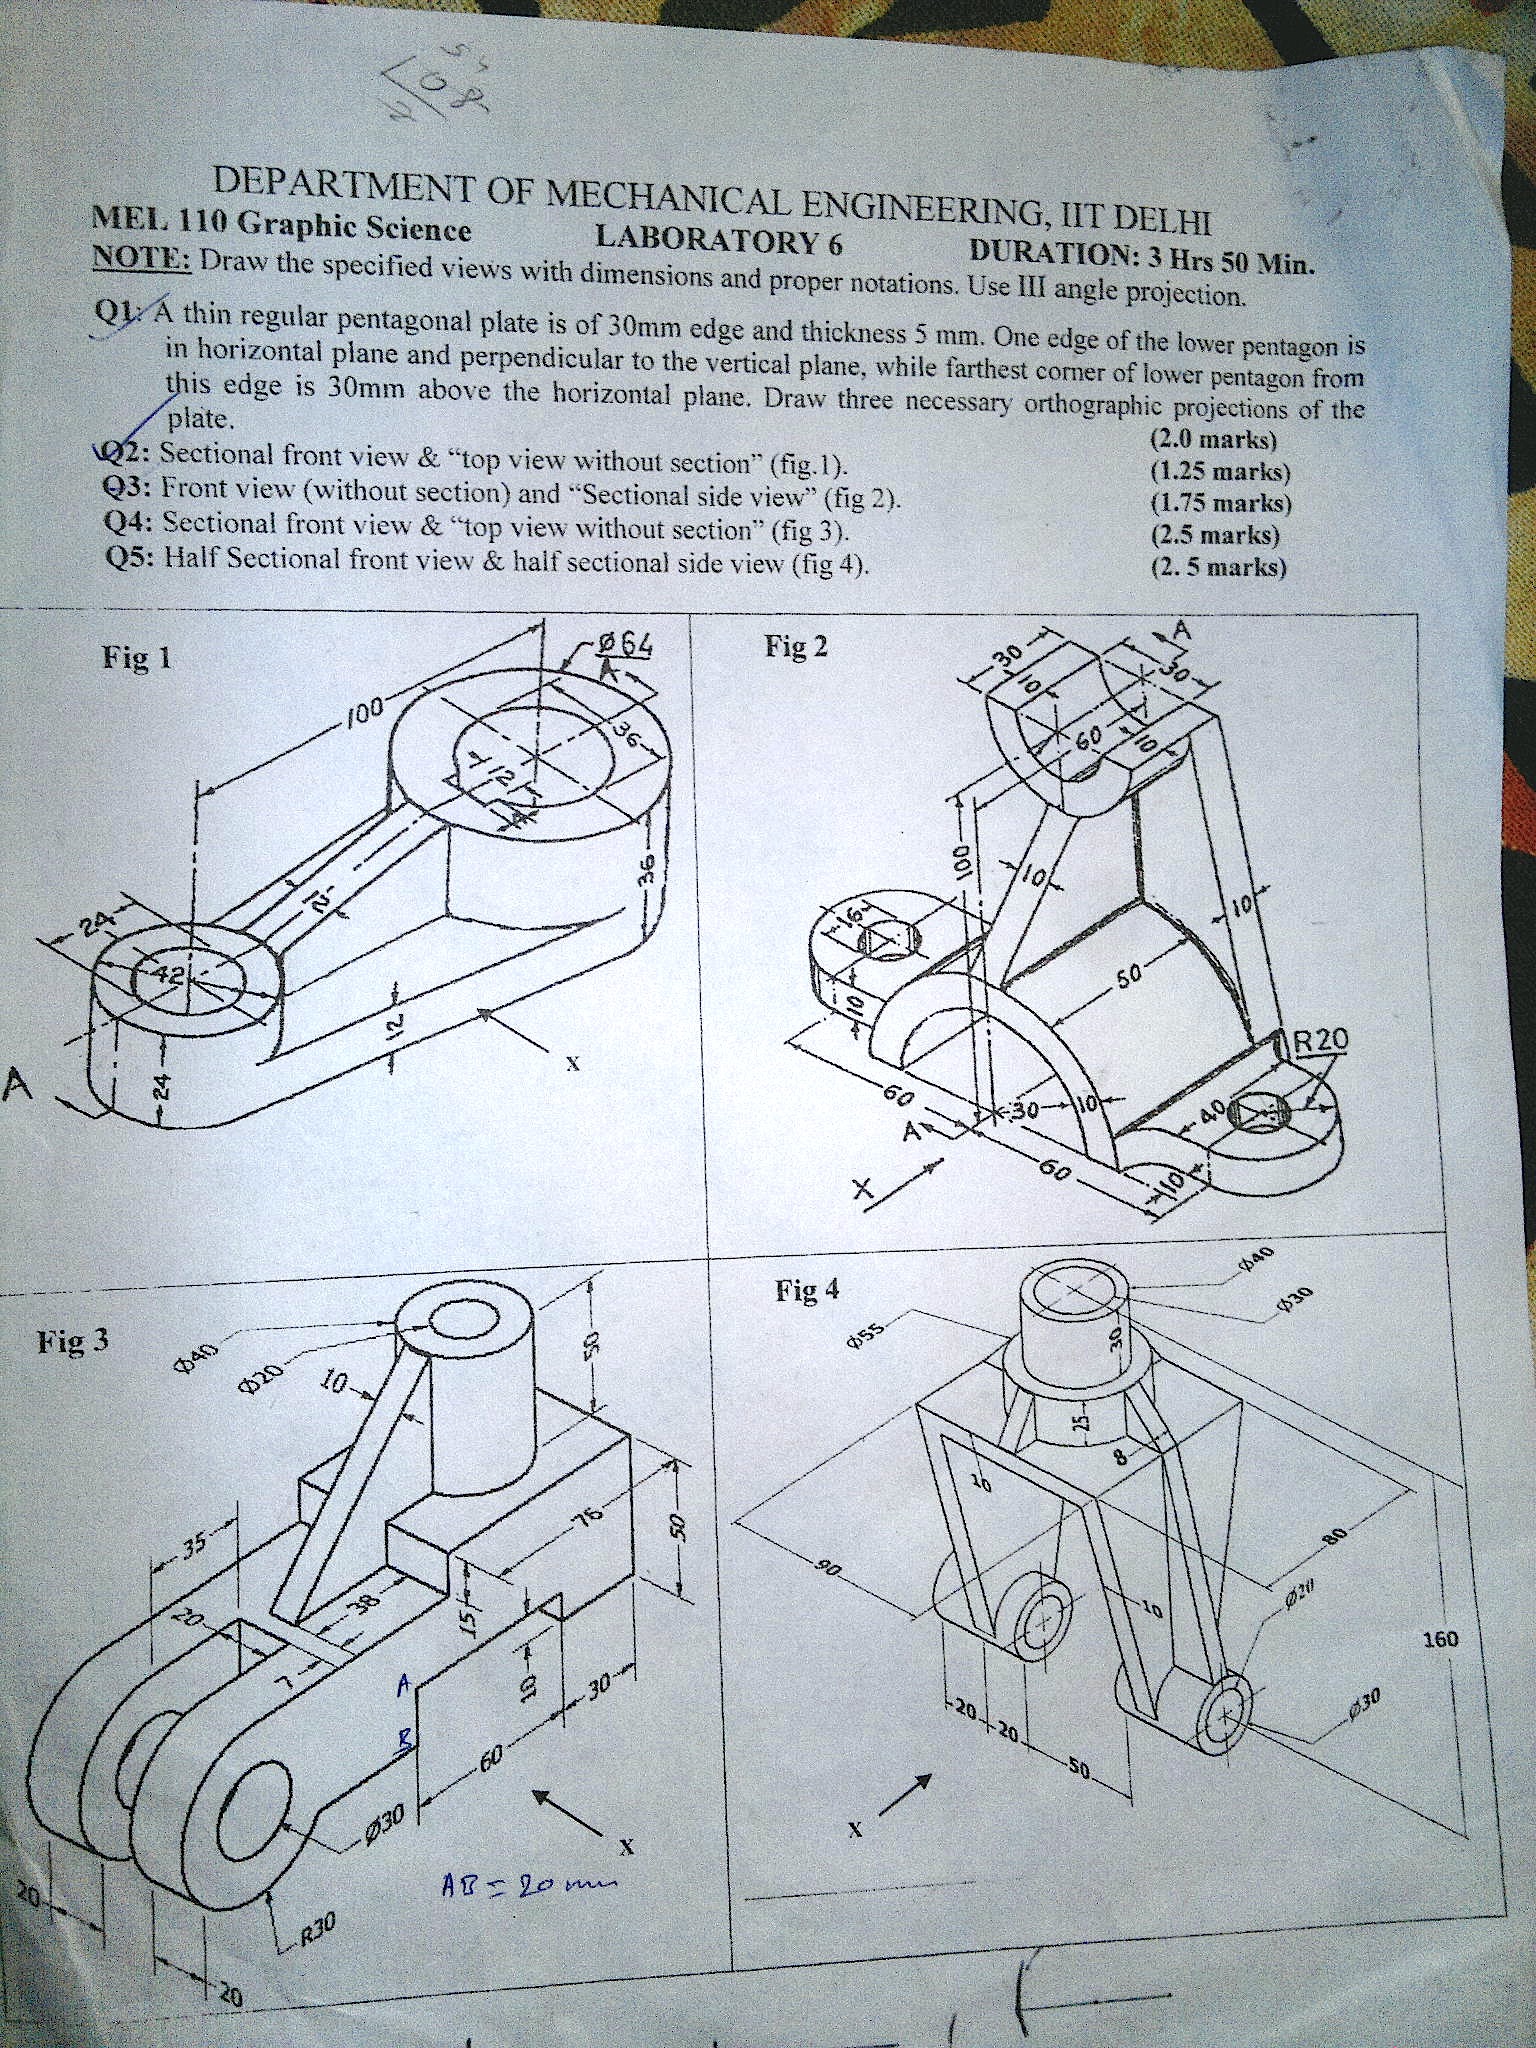 DEPARTMENT OF MECHANICAL ENGINEERING, IIT DELHI
MEL 110 Graphic Science LABORATORY 6 DURATION: 3 Hrs 50 Min.
NOTE: Draw the specified views with dimensions and proper notations. Use III angle projection.
Q1: A thin regular pentagonal plate is of 30mm edge and thickness 5 mm. One edge of the lower pentagon is
in horizontal plane and perpendicular to the vertical plane, while farthest corner of lower pentagon from
this edge is 30mm above the horizontal plane. Draw three necessary orthographic projections of the
plate. (2.0 marks)
Q2: Sectional front view & “top view without section” (fig.1). (1.25 marks)
Q3: Front view (without section) and “Sectional side view” (fig 2). (1.75 marks)
Q4: Sectional front view & “top view without section” (fig 3). (2.5 marks)
Q5: Half Sectional front view & half sectional side view (fig 4). (2. 5 marks)
Fig 1
Ø64
A
100
36
12
4
24
42
12
36
12
24
X
A
Fig 2
A
30
10
30
60
10
100
10
10
16
10
50
R20
60
30
10
40
A
60
10
X
Fig 3
Ø40
Ø20
10
50
35
20
38
76
50
15
7
A
10
30
B
60
Ø30
X
AB = 20 mm
20
R30
20
Fig 4
Ø40
Ø30
Ø55
30
25
8
10
90
80
10
Ø20
160
20
20
50
Ø30
X